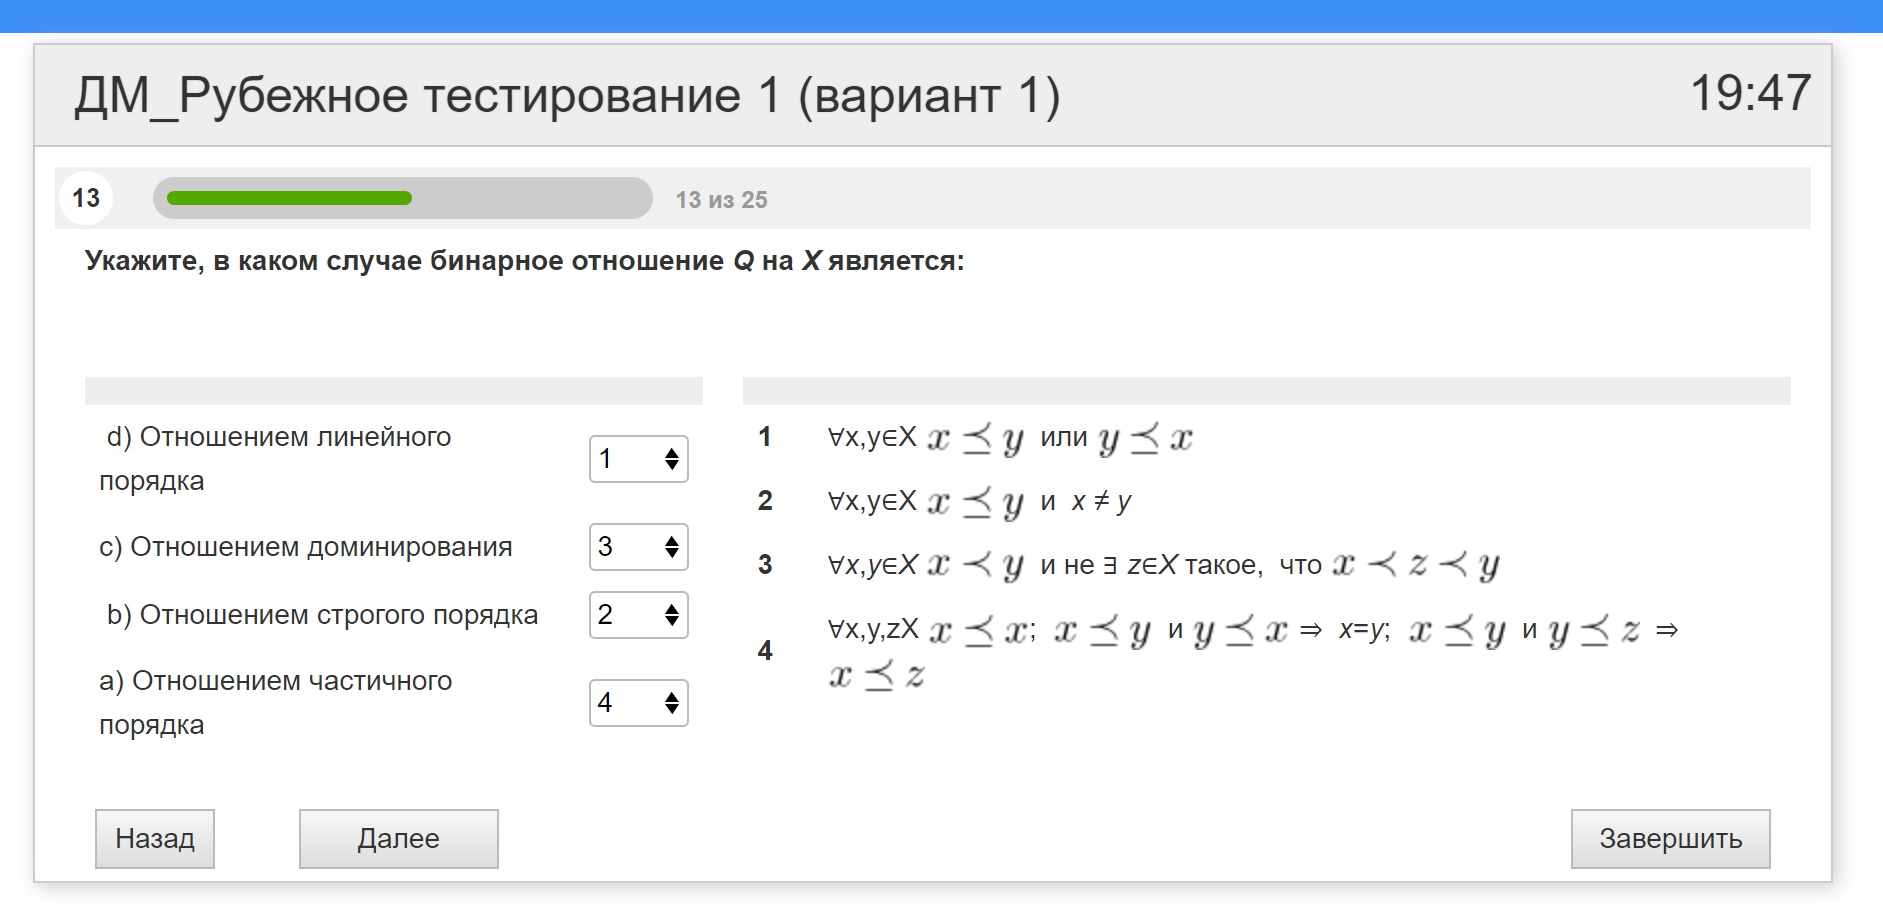 ДМ_Рубежное тестирование 1 (вариант 1)
19:47
13
13 из 25
Укажите, в каком случае бинарное отношение Q на X является:
d) Отношением линейного
порядка
1
c) Отношением доминирования
3
b) Отношением строгого порядка
2
a) Отношением частичного
порядка
4
1 ∀x,y∈X x ⪯ y или y ⪯ x
2 ∀x,y∈X x ⪯ y и x ≠ y
3 ∀x,y∈X x ≺ y и не ∃ z∈X такое, что x ≺ z ≺ y
4 ∀x,y,zX x ⪯ x; x ⪯ y и y ⪯ x ⇒ x=y; x ⪯ y и y ⪯ z ⇒
x ⪯ z
Назад
Далее
Завершить